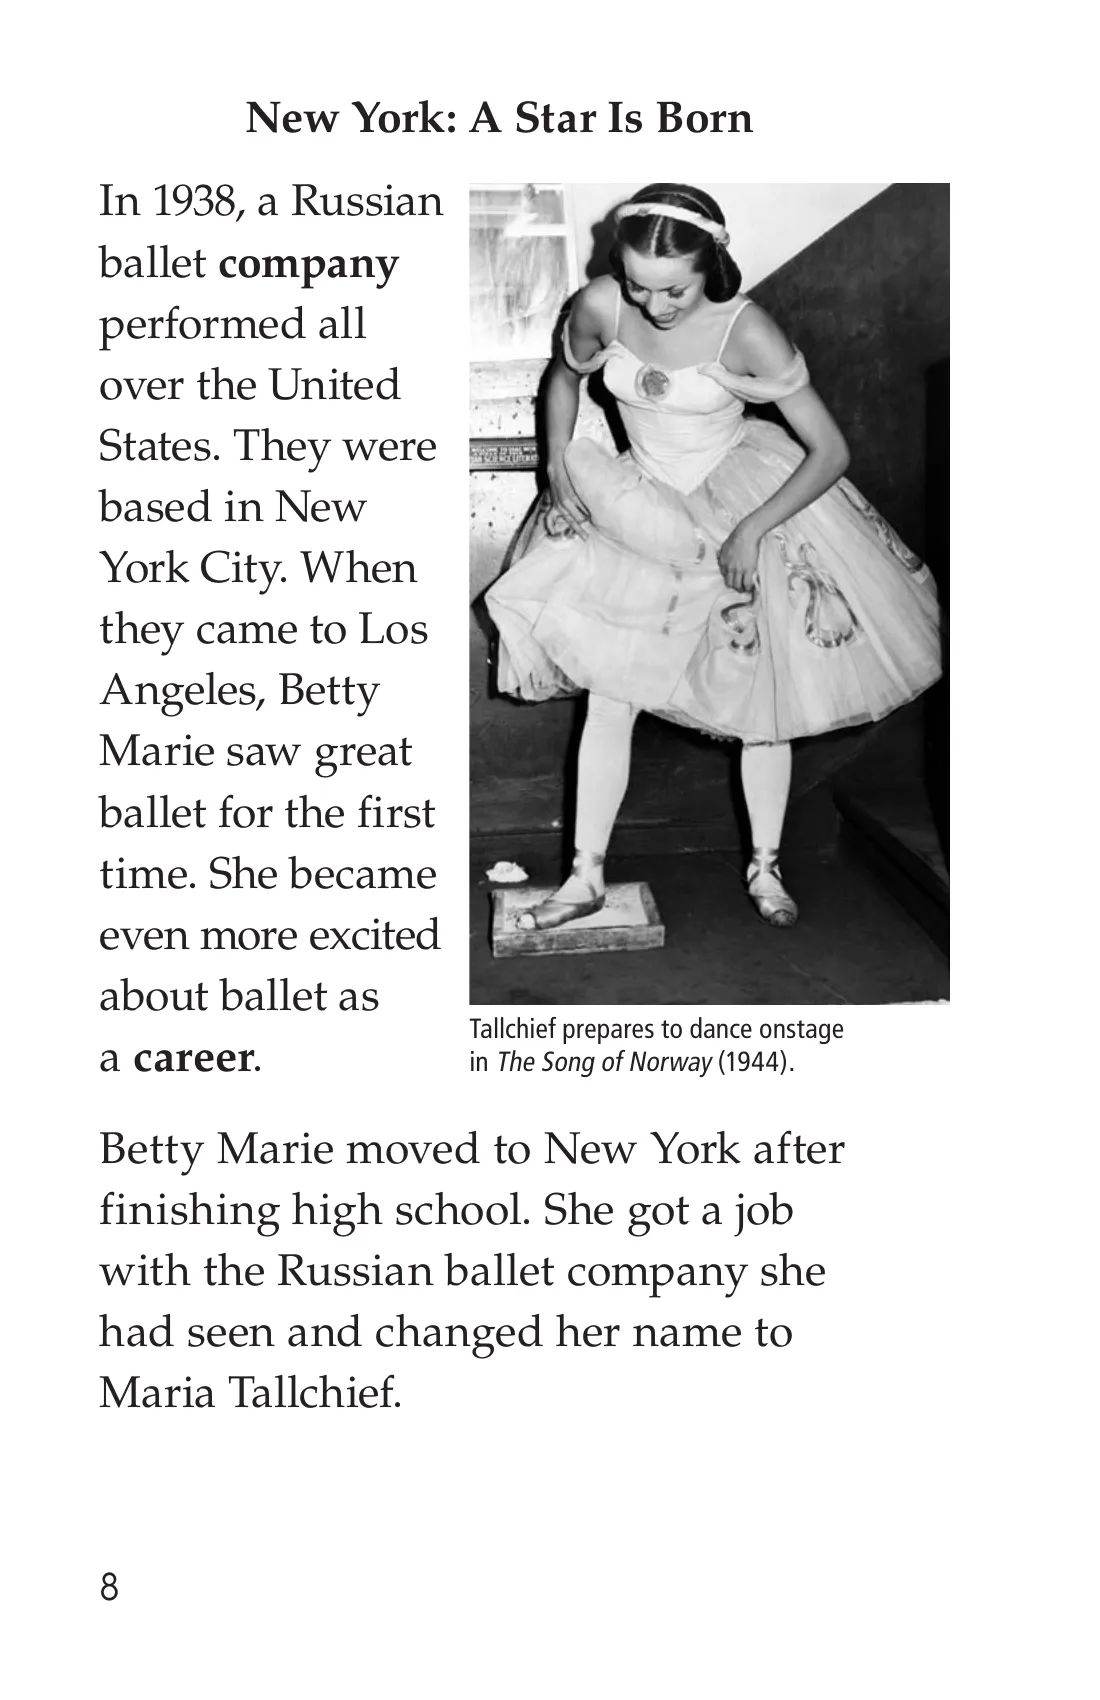 New York: A Star Is Born
In 1938, a Russian
ballet company
performed all
over the United
States. They were
based in New
York City. When
they came to Los
Angeles, Betty
Marie saw great
ballet for the first
time. She became
even more excited
about ballet as
a career.
Tallchief prepares to dance onstage
in The Song of Norway (1944).
Betty Marie moved to New York after
finishing high school. She got a job
with the Russian ballet company she
had seen and changed her name to
Maria Tallchief.
8